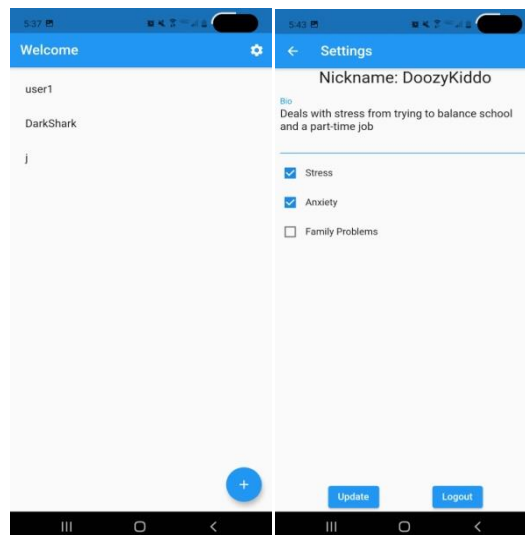 5:37
Welcome
user1
DarkShark
j
+
5:43
Settings
Nickname: DoozyKiddo
Bio
Deals with stress from trying to balance school
and a part-time job
Stress
Anxiety
Family Problems
Update
Logout